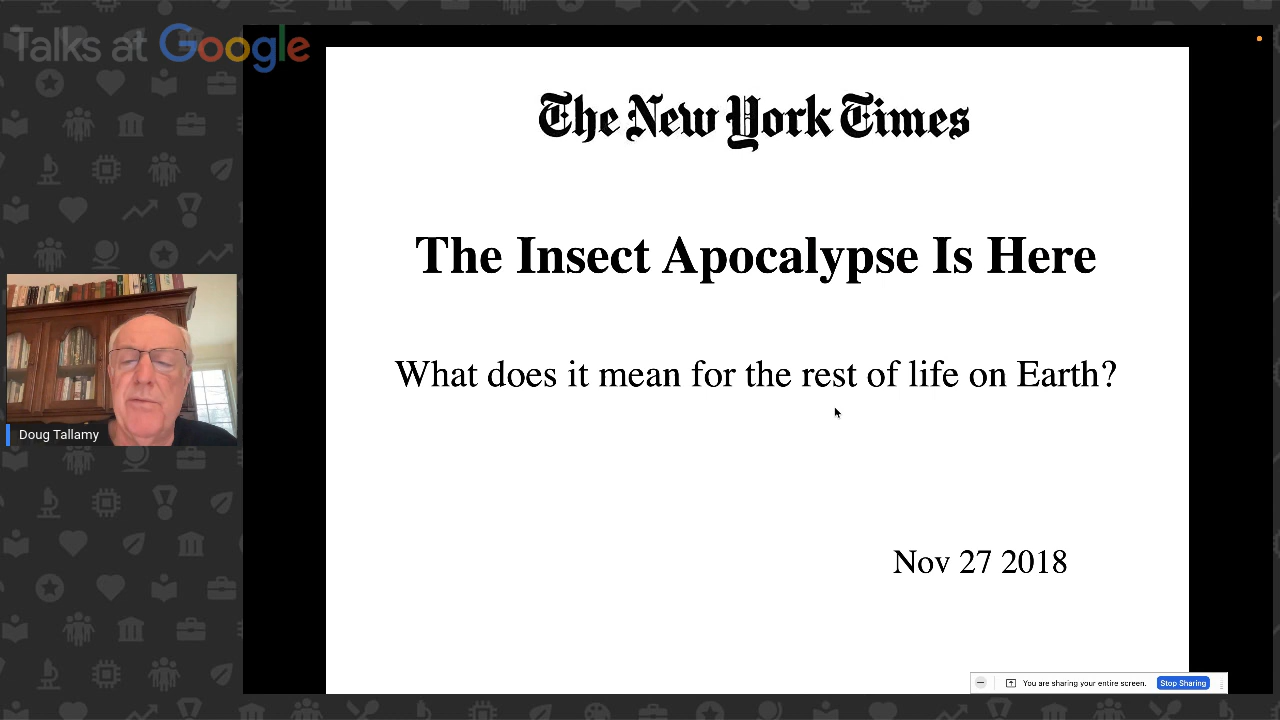 Talks at Google
The New York Times
The Insect Apocalypse Is Here
What does it mean for the rest of life on Earth?
Doug Tallamy
Nov 27 2018
You are sharing your entire screen.
Stop Sharing